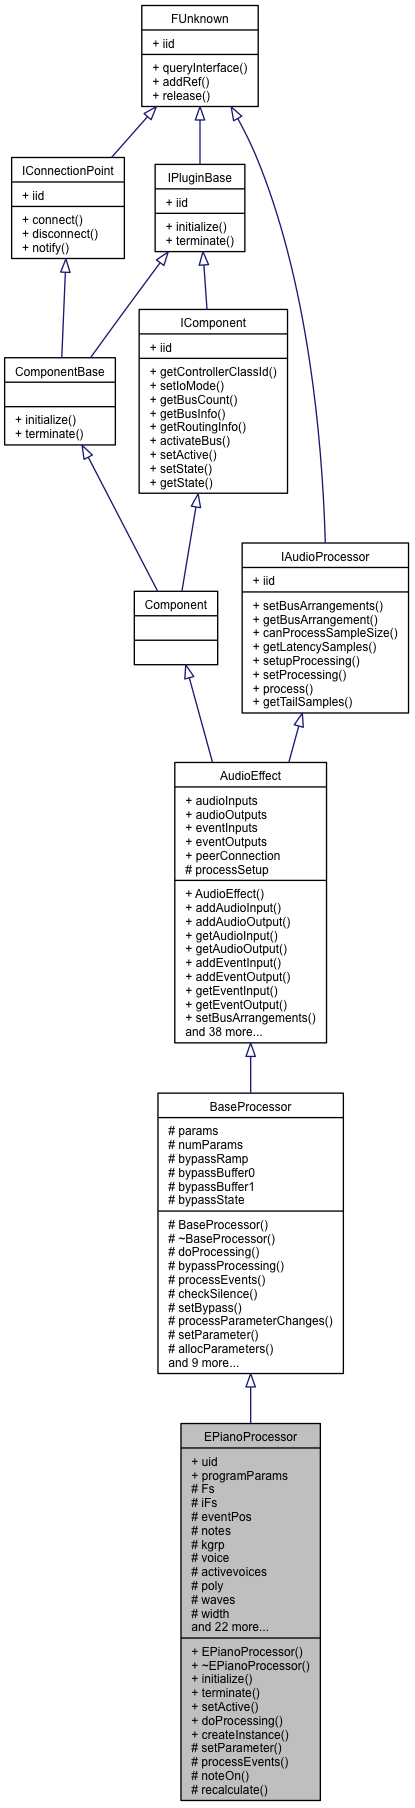 FUnknown
+ iid
+ queryInterface()
+ addRef()
+ release()
IConnectionPoint
+ iid
+ connect()
+ disconnect()
+ notify()
IPluginBase
+ iid
+ initialize()
+ terminate()
IComponent
+ iid
+ getControllerClassId()
+ setIoMode()
+ getBusCount()
+ getBusInfo()
+ getRoutingInfo()
+ activateBus()
+ setActive()
+ setState()
+ getState()
ComponentBase
+ initialize()
+ terminate()
IAudioProcessor
+ iid
+ setBusArrangements()
+ getBusArrangement()
+ canProcessSampleSize()
+ getLatencySamples()
+ setupProcessing()
+ setProcessing()
+ process()
+ getTailSamples()
Component
AudioEffect
+ audioInputs
+ audioOutputs
+ eventInputs
+ eventOutputs
+ peerConnection
# processSetup
+ AudioEffect()
+ addAudioInput()
+ addAudioOutput()
+ getAudioInput()
+ getAudioOutput()
+ addEventInput()
+ addEventOutput()
+ getEventInput()
+ getEventOutput()
+ setBusArrangements()
and 38 more...
BaseProcessor
# params
# numParams
# bypassRamp
# bypassBuffer0
# bypassBuffer1
# bypassState
# BaseProcessor()
# ~BaseProcessor()
# doProcessing()
# bypassProcessing()
# processEvents()
# checkSilence()
# setBypass()
# processParameterChanges()
# setParameter()
# allocParameters()
and 9 more...
EPianoProcessor
+ uid
+ programParams
# Fs
# iFs
# eventPos
# notes
# kgrp
# voice
# activevoices
# poly
# waves
# width
and 22 more...
+ EPianoProcessor()
+ ~EPianoProcessor()
+ initialize()
+ terminate()
+ setActive()
+ doProcessing()
+ createInstance()
# setParameter()
# processEvents()
# noteOn()
# recalculate()